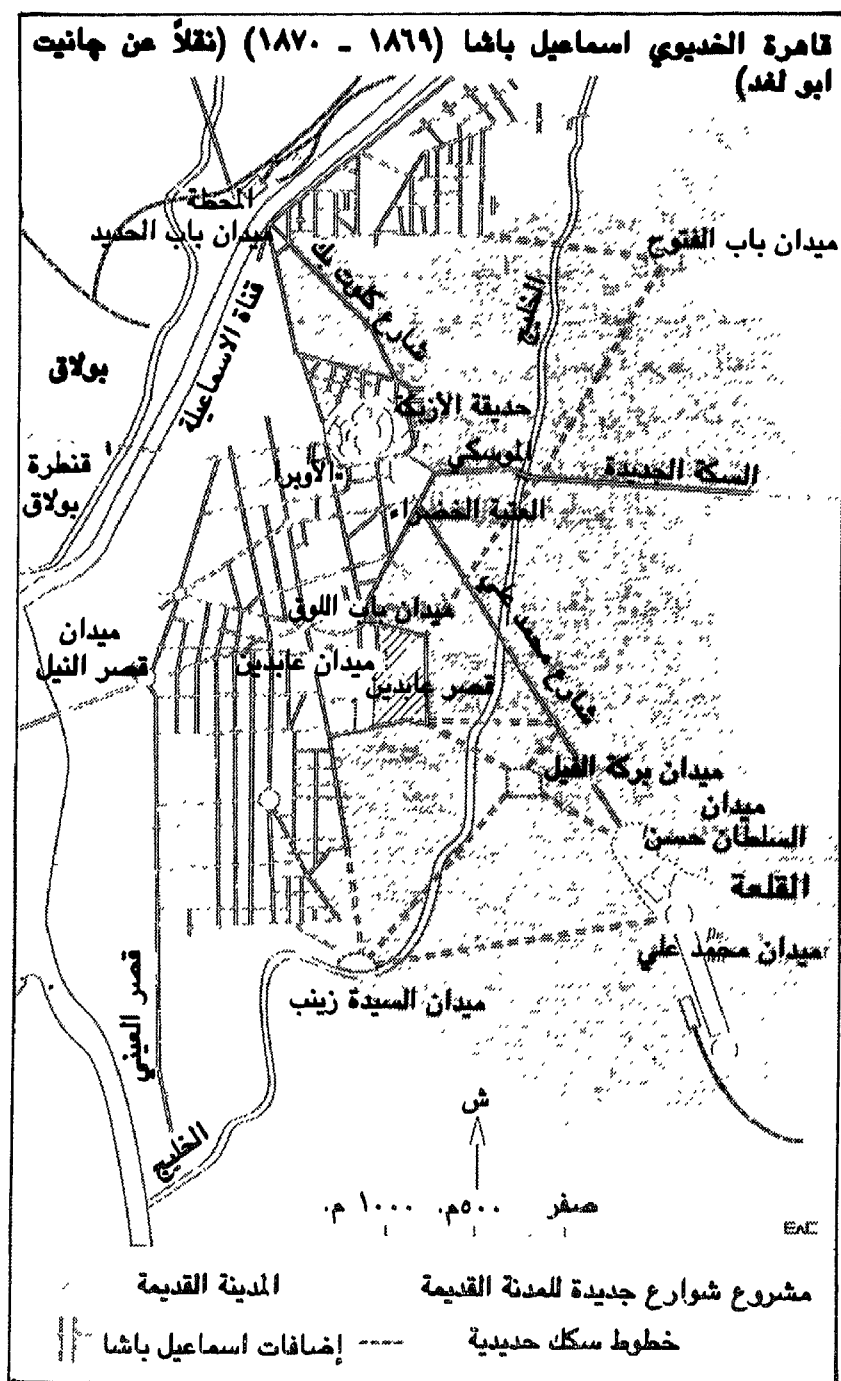 قاهرة الخديوي اسماعيل باشا (١٨٦٩ - ١٨٧٠) (نقلاً عن جانيت
ابو لغد)
المحطة
ميدان باب الحديد
ميدان باب الفتوح
شارع كلوت بك
الخليج
قناة الاسماعيلة
بولاق
حديقة الأزبكة
قنطرة
بولاق
الأوبرا
الموسكي
السكة الجديدة
العتبة الخضراء
ميدان باب اللوق
شارع محمد علي
ميدان
قصر النيل
ميدان عابدين
قصر عابدين
ميدان بركة الفيل
ميدان
السلطان حسن
القلعة
ميدان محمد علي
قصر العيني
ميدان السيدة زينب
الخليج
ش
صفر ٥٠٠م. ١٠٠٠ م.
EAC
مشروع شوارع جديدة للمدنة القديمة المدينة القديمة
خطوط سكك حديدية إضافات اسماعيل باشا